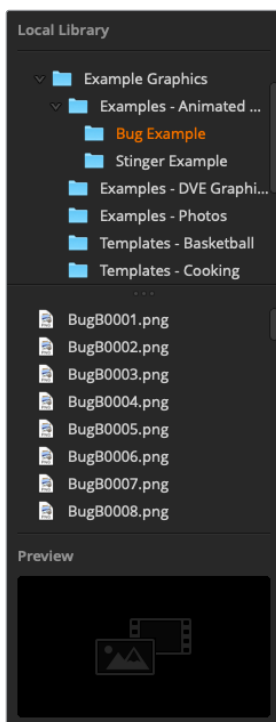 Local Library
Example Graphics
Examples - Animated ...
Bug Example
Stinger Example
Examples - DVE Graphi...
Examples - Photos
Templates - Basketball
Templates - Cooking
BugB0001.png
BugB0002.png
BugB0003.png
BugB0004.png
BugB0005.png
BugB0006.png
BugB0007.png
BugB0008.png
Preview